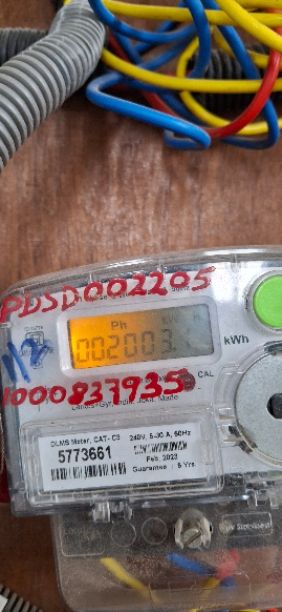 PDSD002205
Ph
002003
kWh
1000837935
CAL
DLMS Meter, CAT- C3 240V, 5-30 A, 50Hz
5773661
Feb, 2023
Guarantee : 5 Yrs.